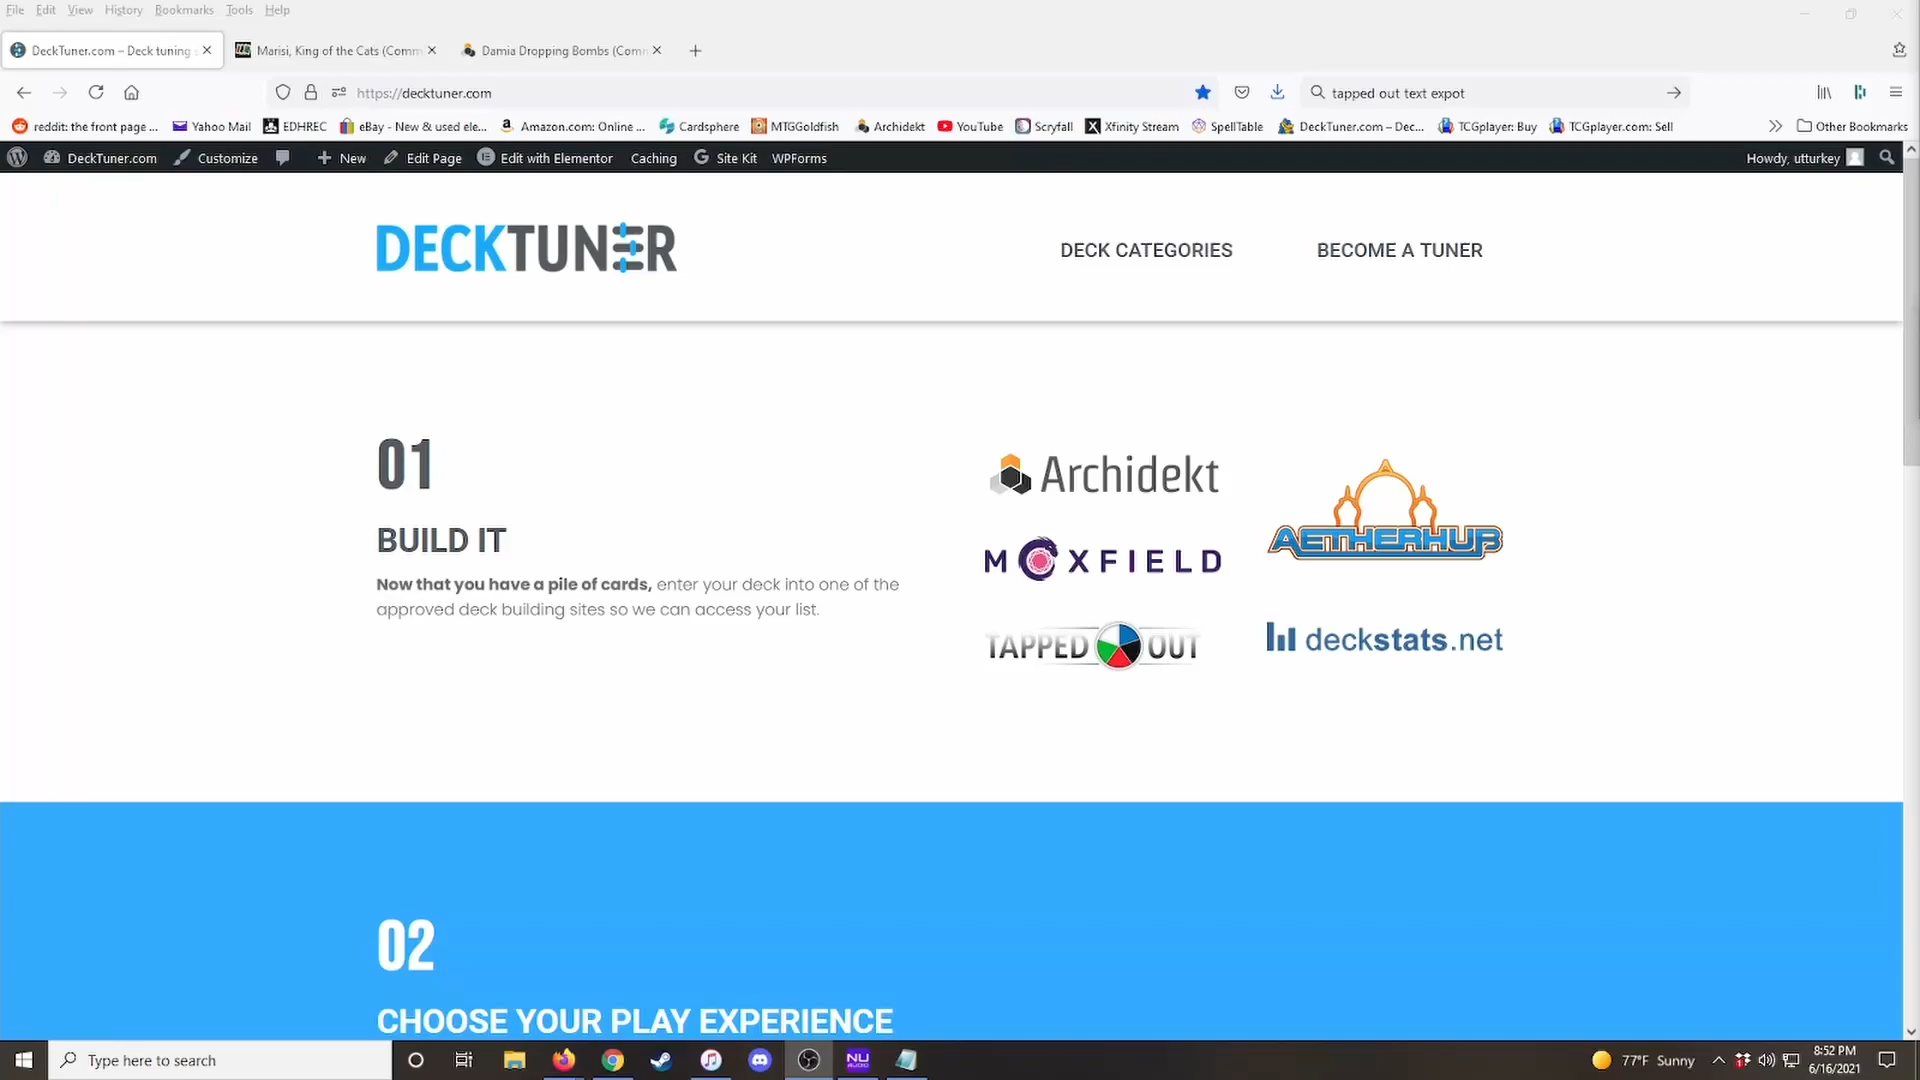 File Edit View History Bookmarks Tools Help
DeckTuner.com – Deck tuning
Marisi, King of the Cats (Comm
Damia Dropping Bombs (Comm
https://decktuner.com
tapped out text expot
reddit: the front page ...
Yahoo Mail
EDHREC
eBay - New & used ele...
Amazon.com: Online ...
Cardsphere
MTGGoldfish
Archidekt
YouTube
Scryfall
Xfinity Stream
SpellTable
DeckTuner.com – Dec...
TCGplayer: Buy
TCGplayer.com: Sell
Other Bookmarks
DeckTuner.com
Customize
New
Edit Page
Edit with Elementor
Caching
Site Kit
WPForms
Howdy, utturkey
DECKTUNER
DECK CATEGORIES
BECOME A TUNER
01
BUILD IT
Now that you have a pile of cards, enter your deck into one of the
approved deck building sites so we can access your list.
Archidekt
MOXFIELD
TAPPED OUT
AETHERHUB
deckstats.net
02
CHOOSE YOUR PLAY EXPERIENCE
Type here to search
NU
AUDIO
77°F Sunny
8:52 PM
6/16/2021